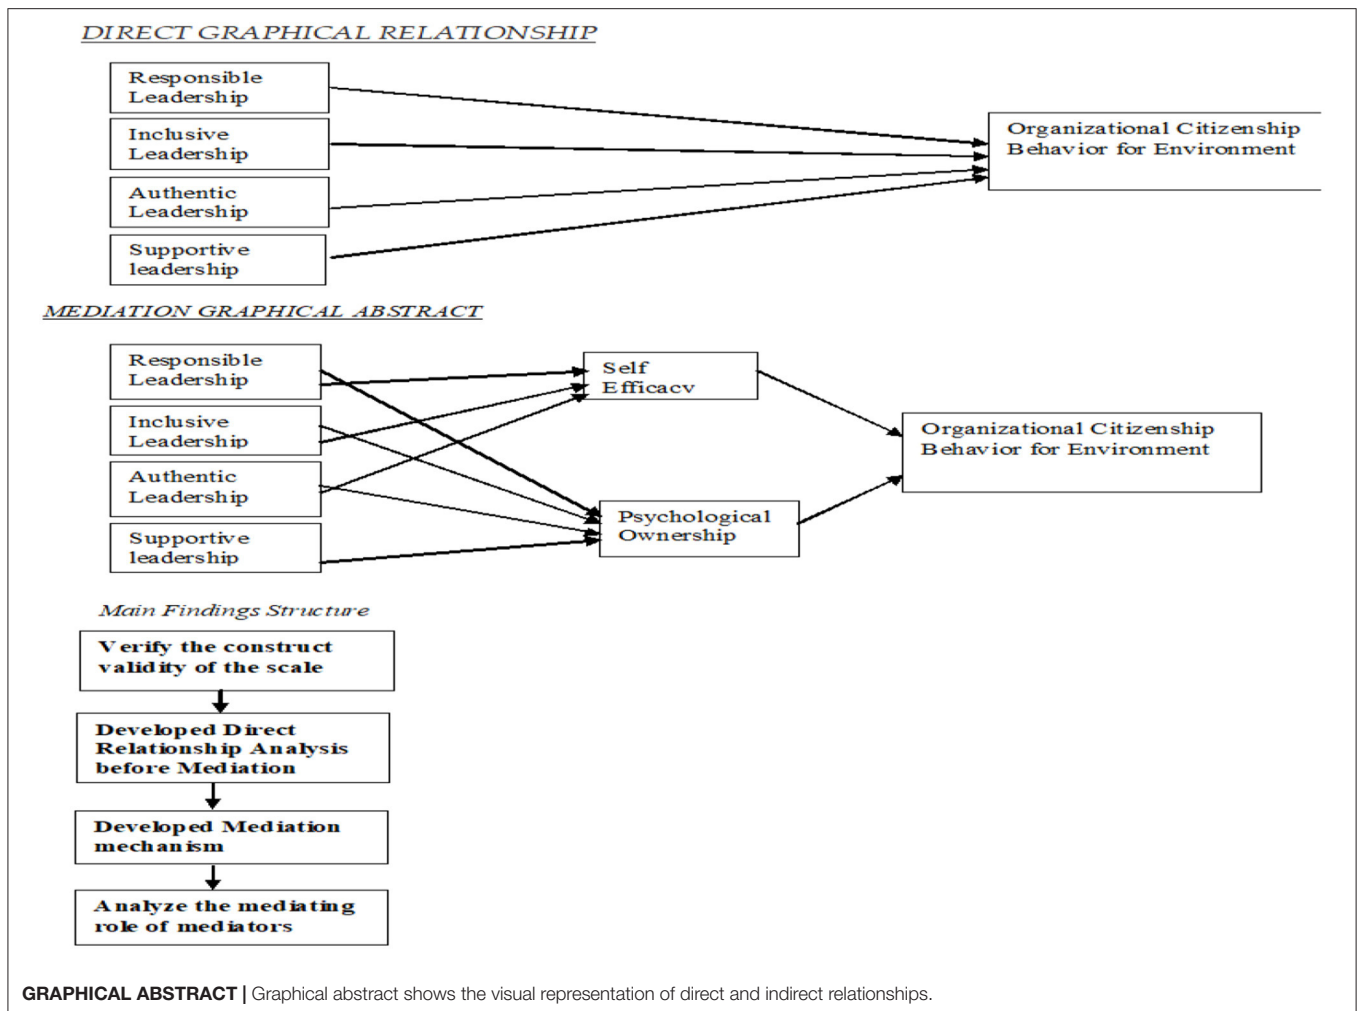 DIRECT GRAPHICAL RELATIONSHIP
Responsible
Leadership
Inclusive
Leadership
Authentic
Leadership
Supportive
leadership
Organizational Citizenship
Behavior for Environment
MEDIATION GRAPHICAL ABSTRACT
Responsible
Leadership
Inclusive
Leadership
Authentic
Leadership
Supportive
leadership
Self
Efficacy
Psychological
Ownership
Organizational Citizenship
Behavior for Environment
Main Findings Structure
Verify the construct
validity of the scale
Developed Direct
Relationship Analysis
before Mediation
Developed Mediation
mechanism
Analyze the mediating
role of mediators
GRAPHICAL ABSTRACT | Graphical abstract shows the visual representation of direct and indirect relationships.